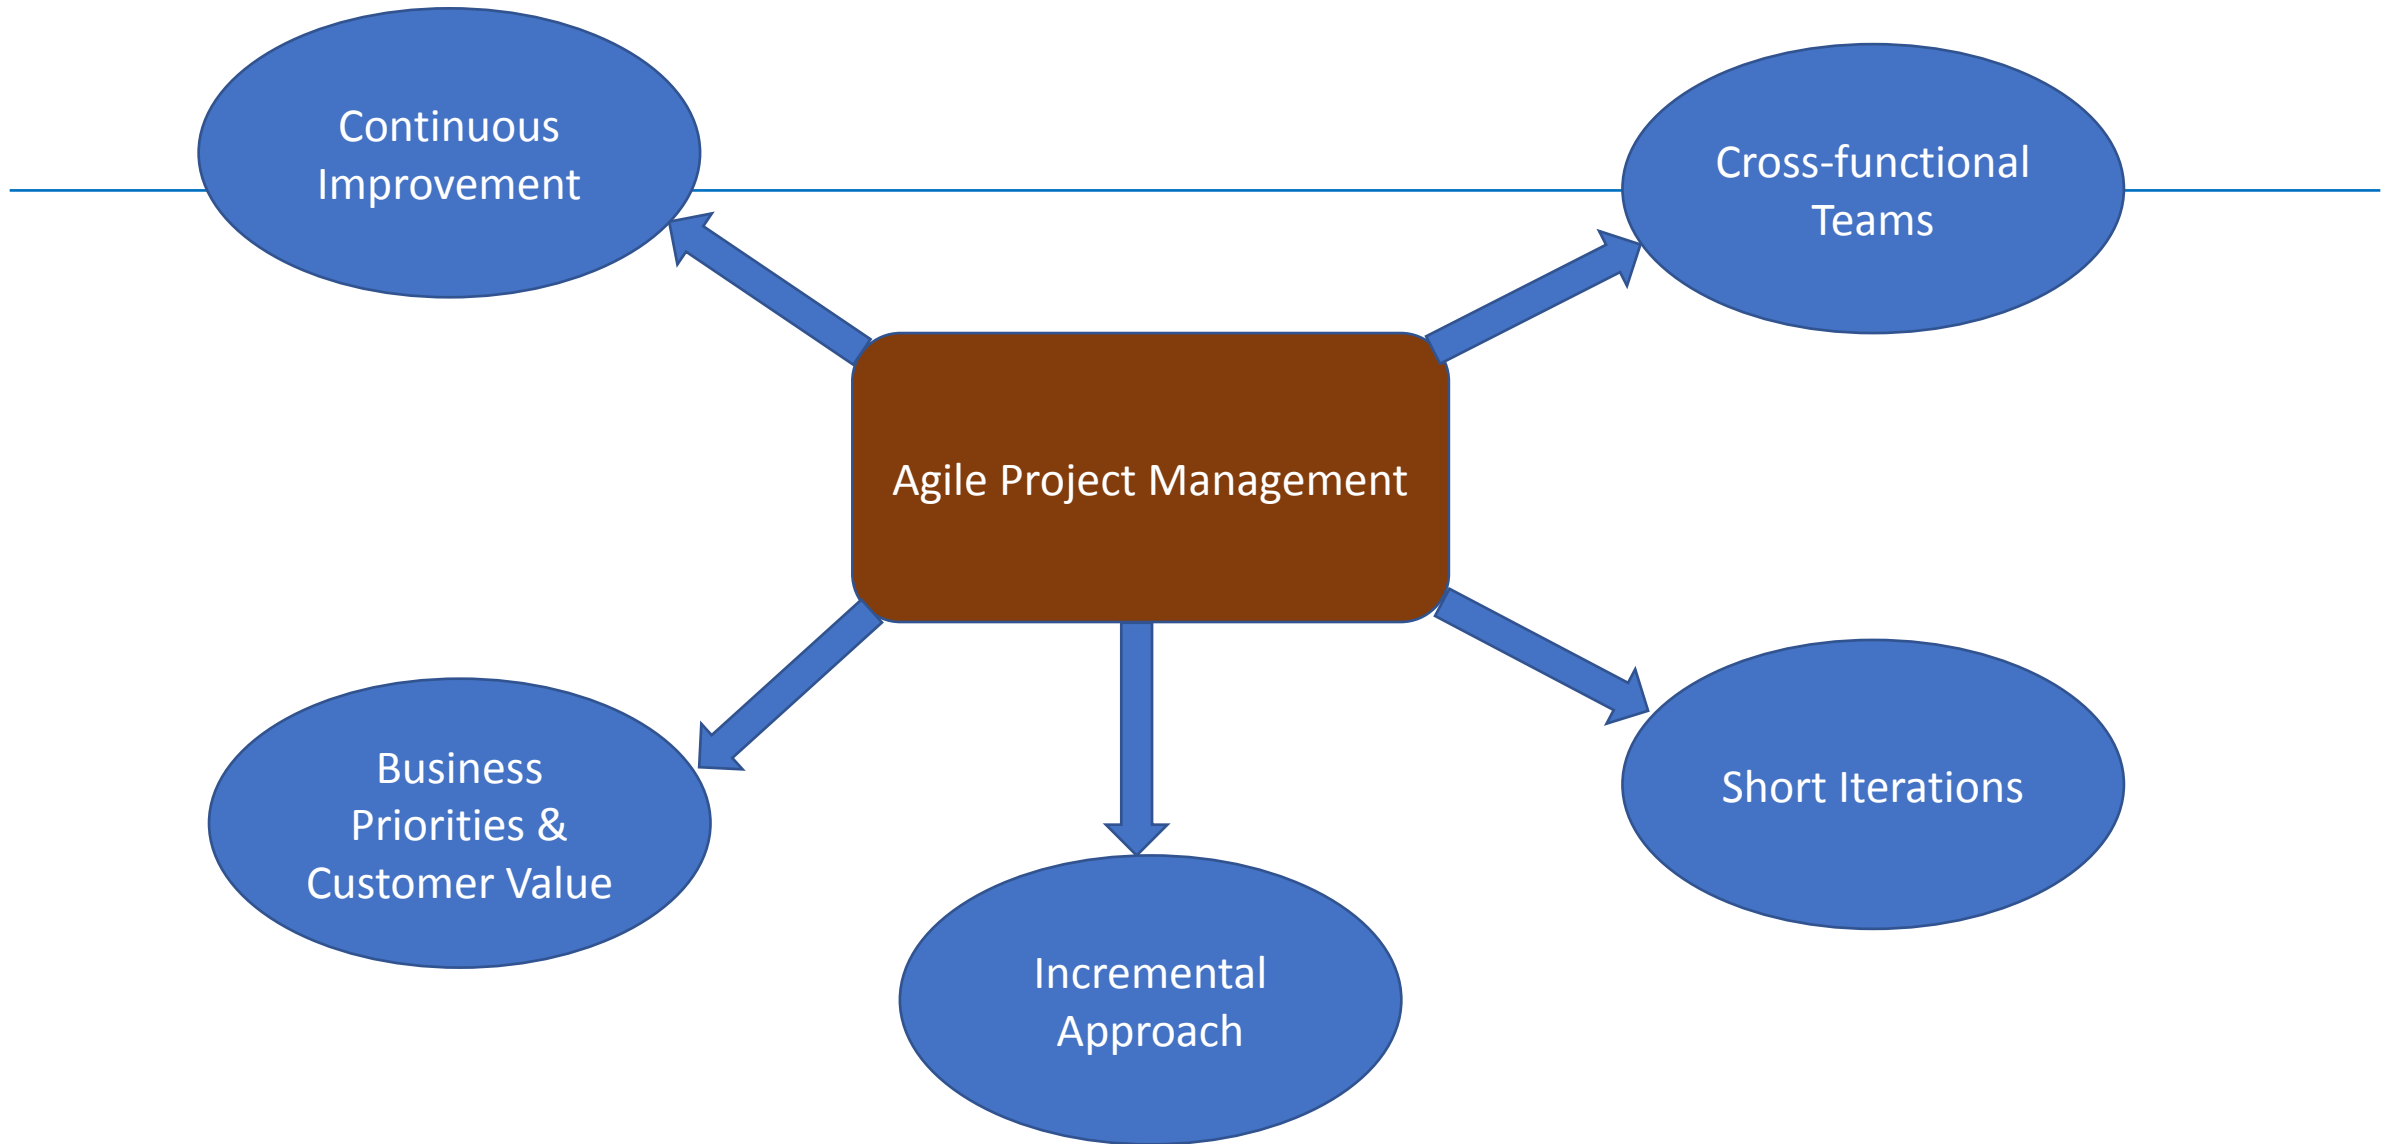 Continuous
Improvement
Cross-functional
Teams
Agile Project Management
Business
Priorities &
Customer Value
Short Iterations
Incremental
Approach